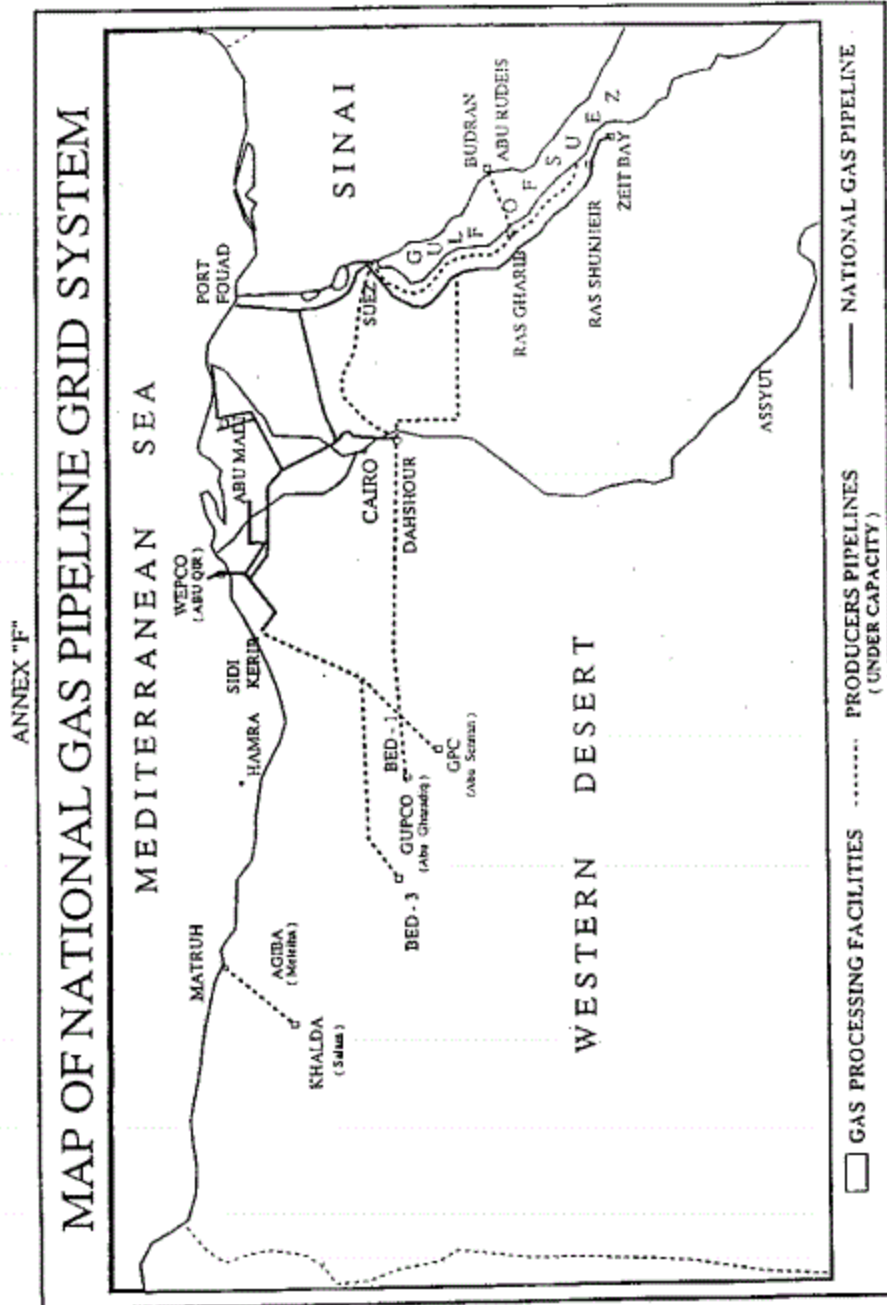 ANNEX "F"
MAP OF NATIONAL GAS PIPELINE GRID SYSTEM
MEDITERRANEAN SEA
MATRUH
HAMRA
SIDI
KERIR
WEPCO
(ABU QIR)
ABU MADI
PORT
FOUAD
SINAI
AGIBA
(Meleiha)
KHALDA
(Salam)
BED - 3
GUPCO
(Abu Gharadiq)
BED - 1
GPC
(Abu Sennan)
CAIRO
DAHSHOUR
SUEZ
GULF OF SUEZ
BUDRAN
ABU RUDEIS
RAS GHARIB
RAS SHUKHEIR
ZEIT BAY
WESTERN DESERT
ASSYUT
GAS PROCESSING FACILITIES
PRODUCERS PIPELINES
(UNDER CAPACITY)
NATIONAL GAS PIPELINE